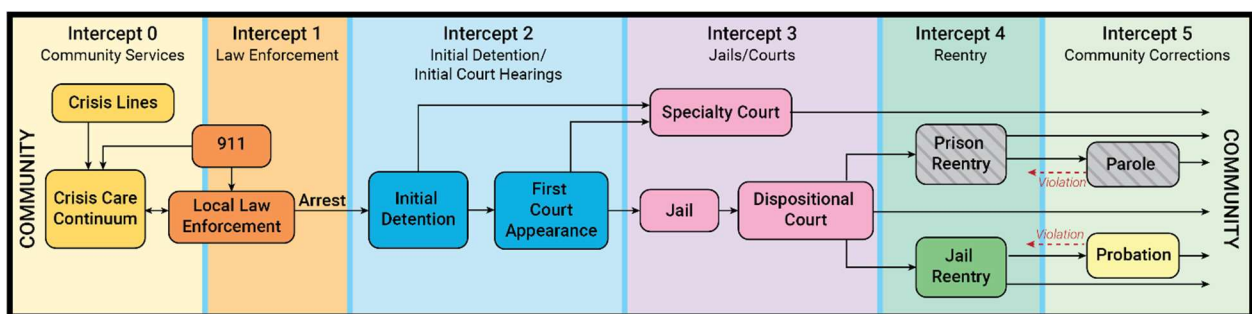 Intercept 0
Community Services
Intercept 1
Law Enforcement
Intercept 2
Initial Detention/
Initial Court Hearings
Intercept 3
Jails/Courts
Intercept 4
Reentry
Intercept 5
Community Corrections
COMMUNITY
Crisis Lines
911
Crisis Care
Continuum
Local Law
Enforcement
Arrest
Initial
Detention
First
Court
Appearance
Specialty Court
Jail
Dispositional
Court
Prison
Reentry
Violation
Parole
Jail
Reentry
Violation
Probation
COMMUNITY